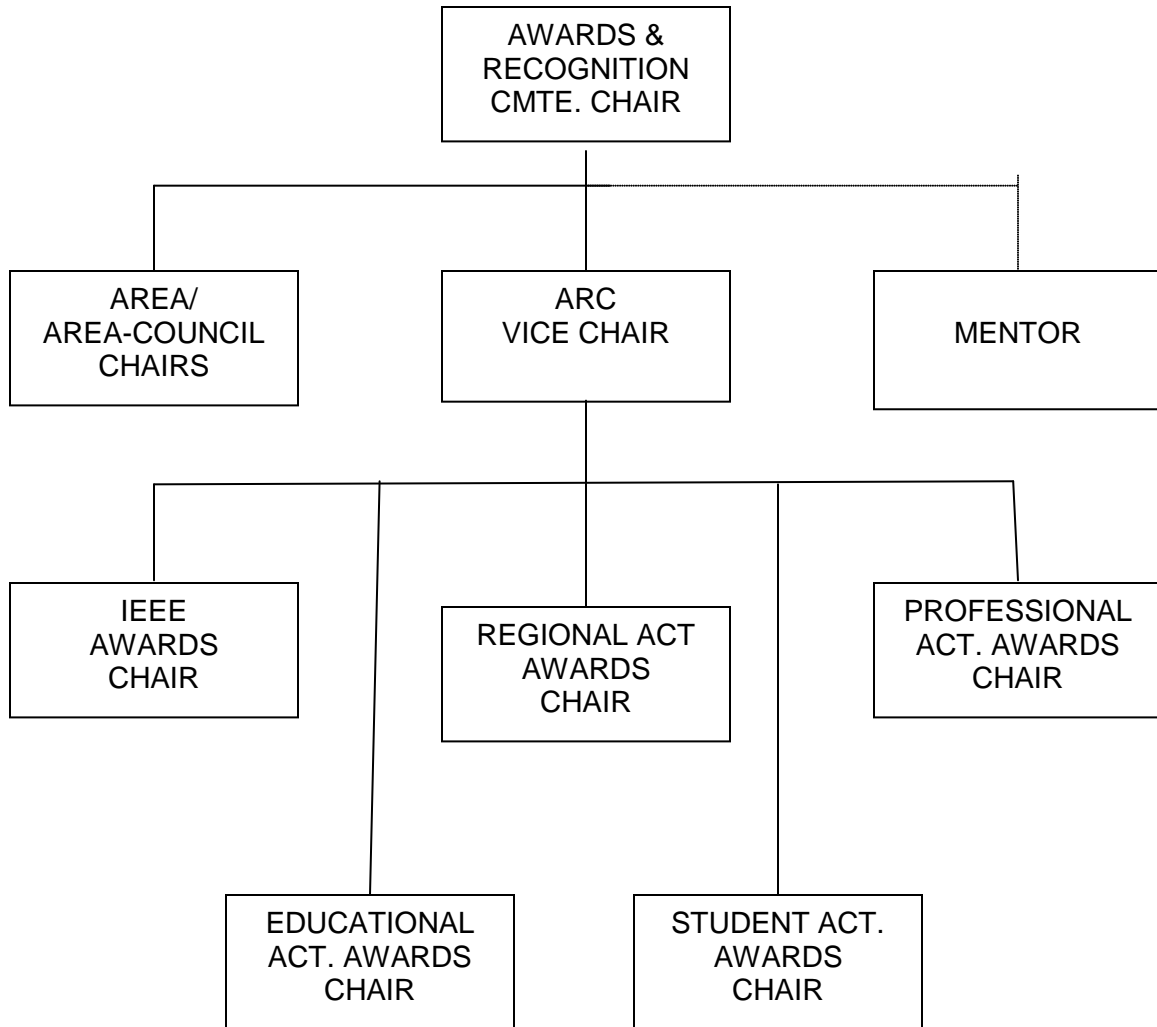 AWARDS &
RECOGNITION
CMTE. CHAIR
AREA/
AREA-COUNCIL
CHAIRS
ARC
VICE CHAIR
MENTOR
IEEE
AWARDS
CHAIR
REGIONAL ACT
AWARDS
CHAIR
PROFESSIONAL
ACT. AWARDS
CHAIR
EDUCATIONAL
ACT. AWARDS
CHAIR
STUDENT ACT.
AWARDS
CHAIR